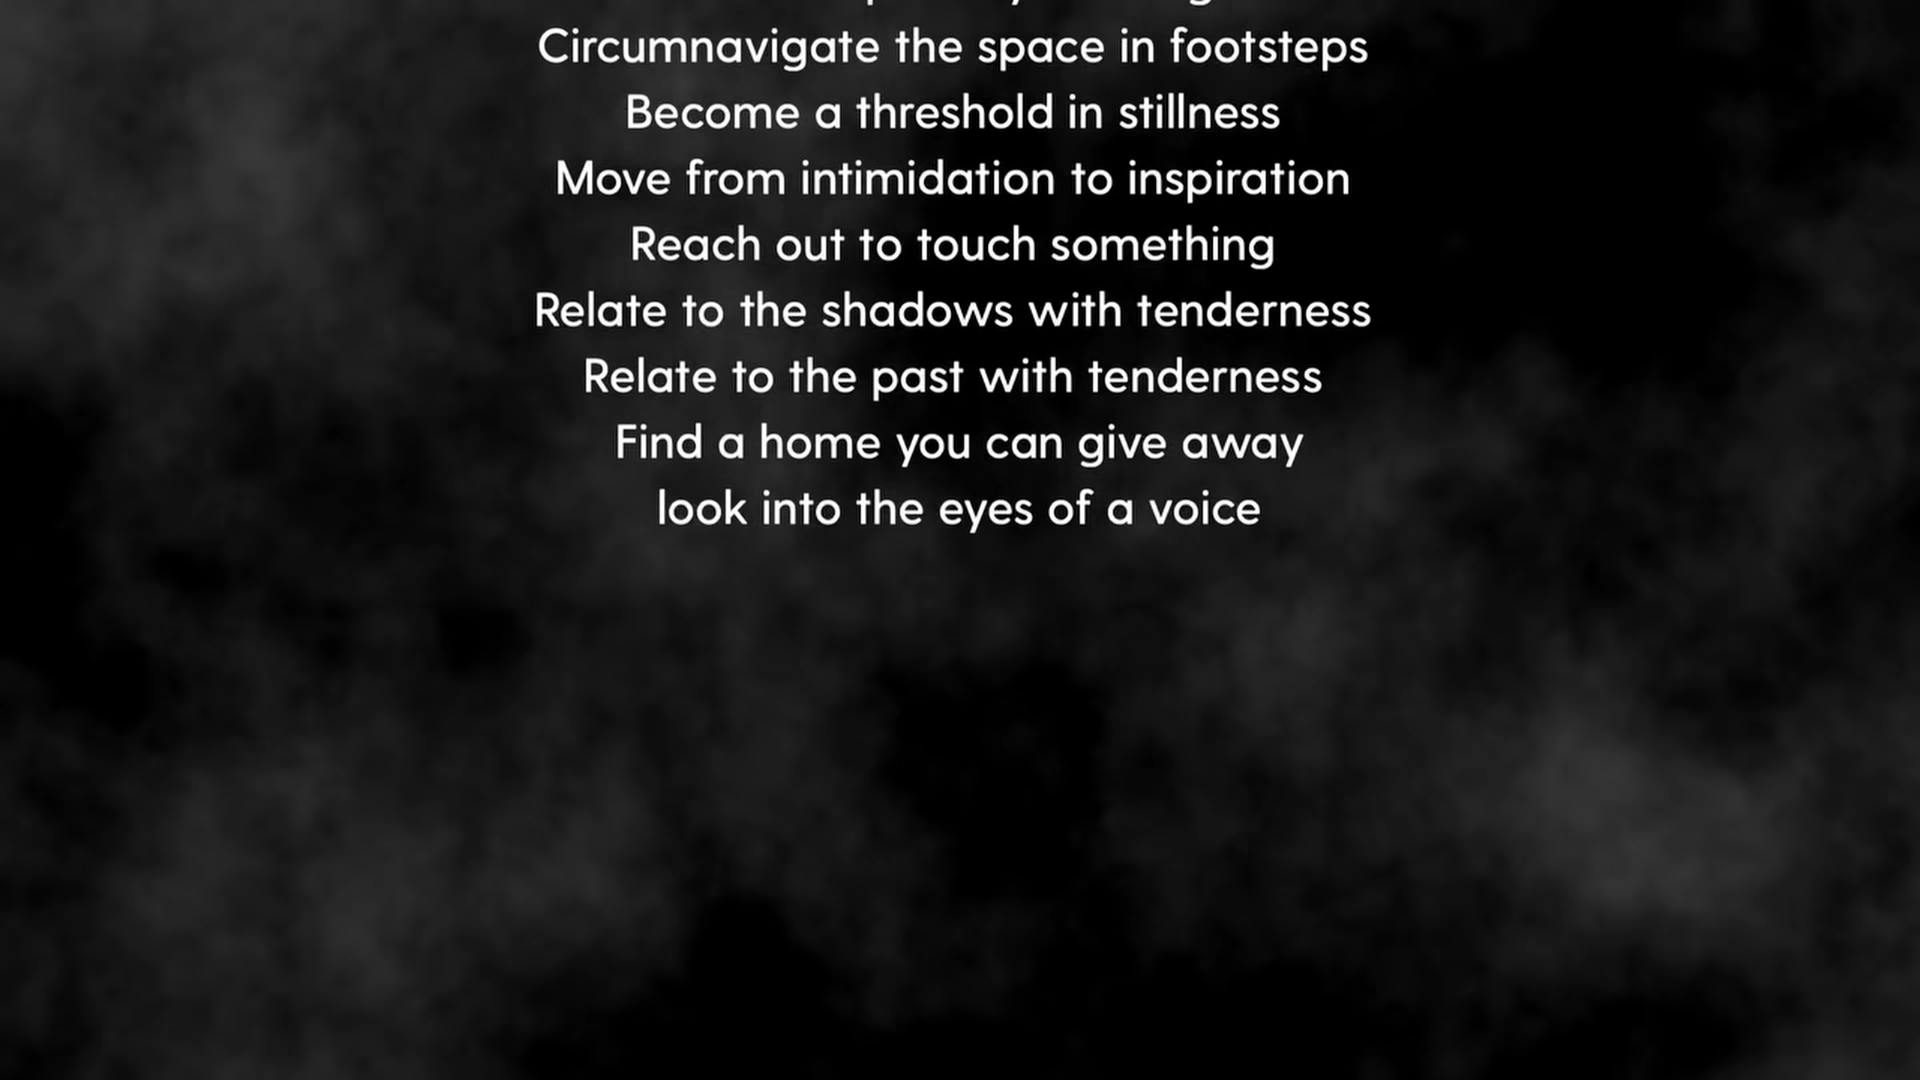 Circumnavigate the space in footsteps
Become a threshold in stillness
Move from intimidation to inspiration
Reach out to touch something
Relate to the shadows with tenderness
Relate to the past with tenderness
Find a home you can give away
look into the eyes of a voice